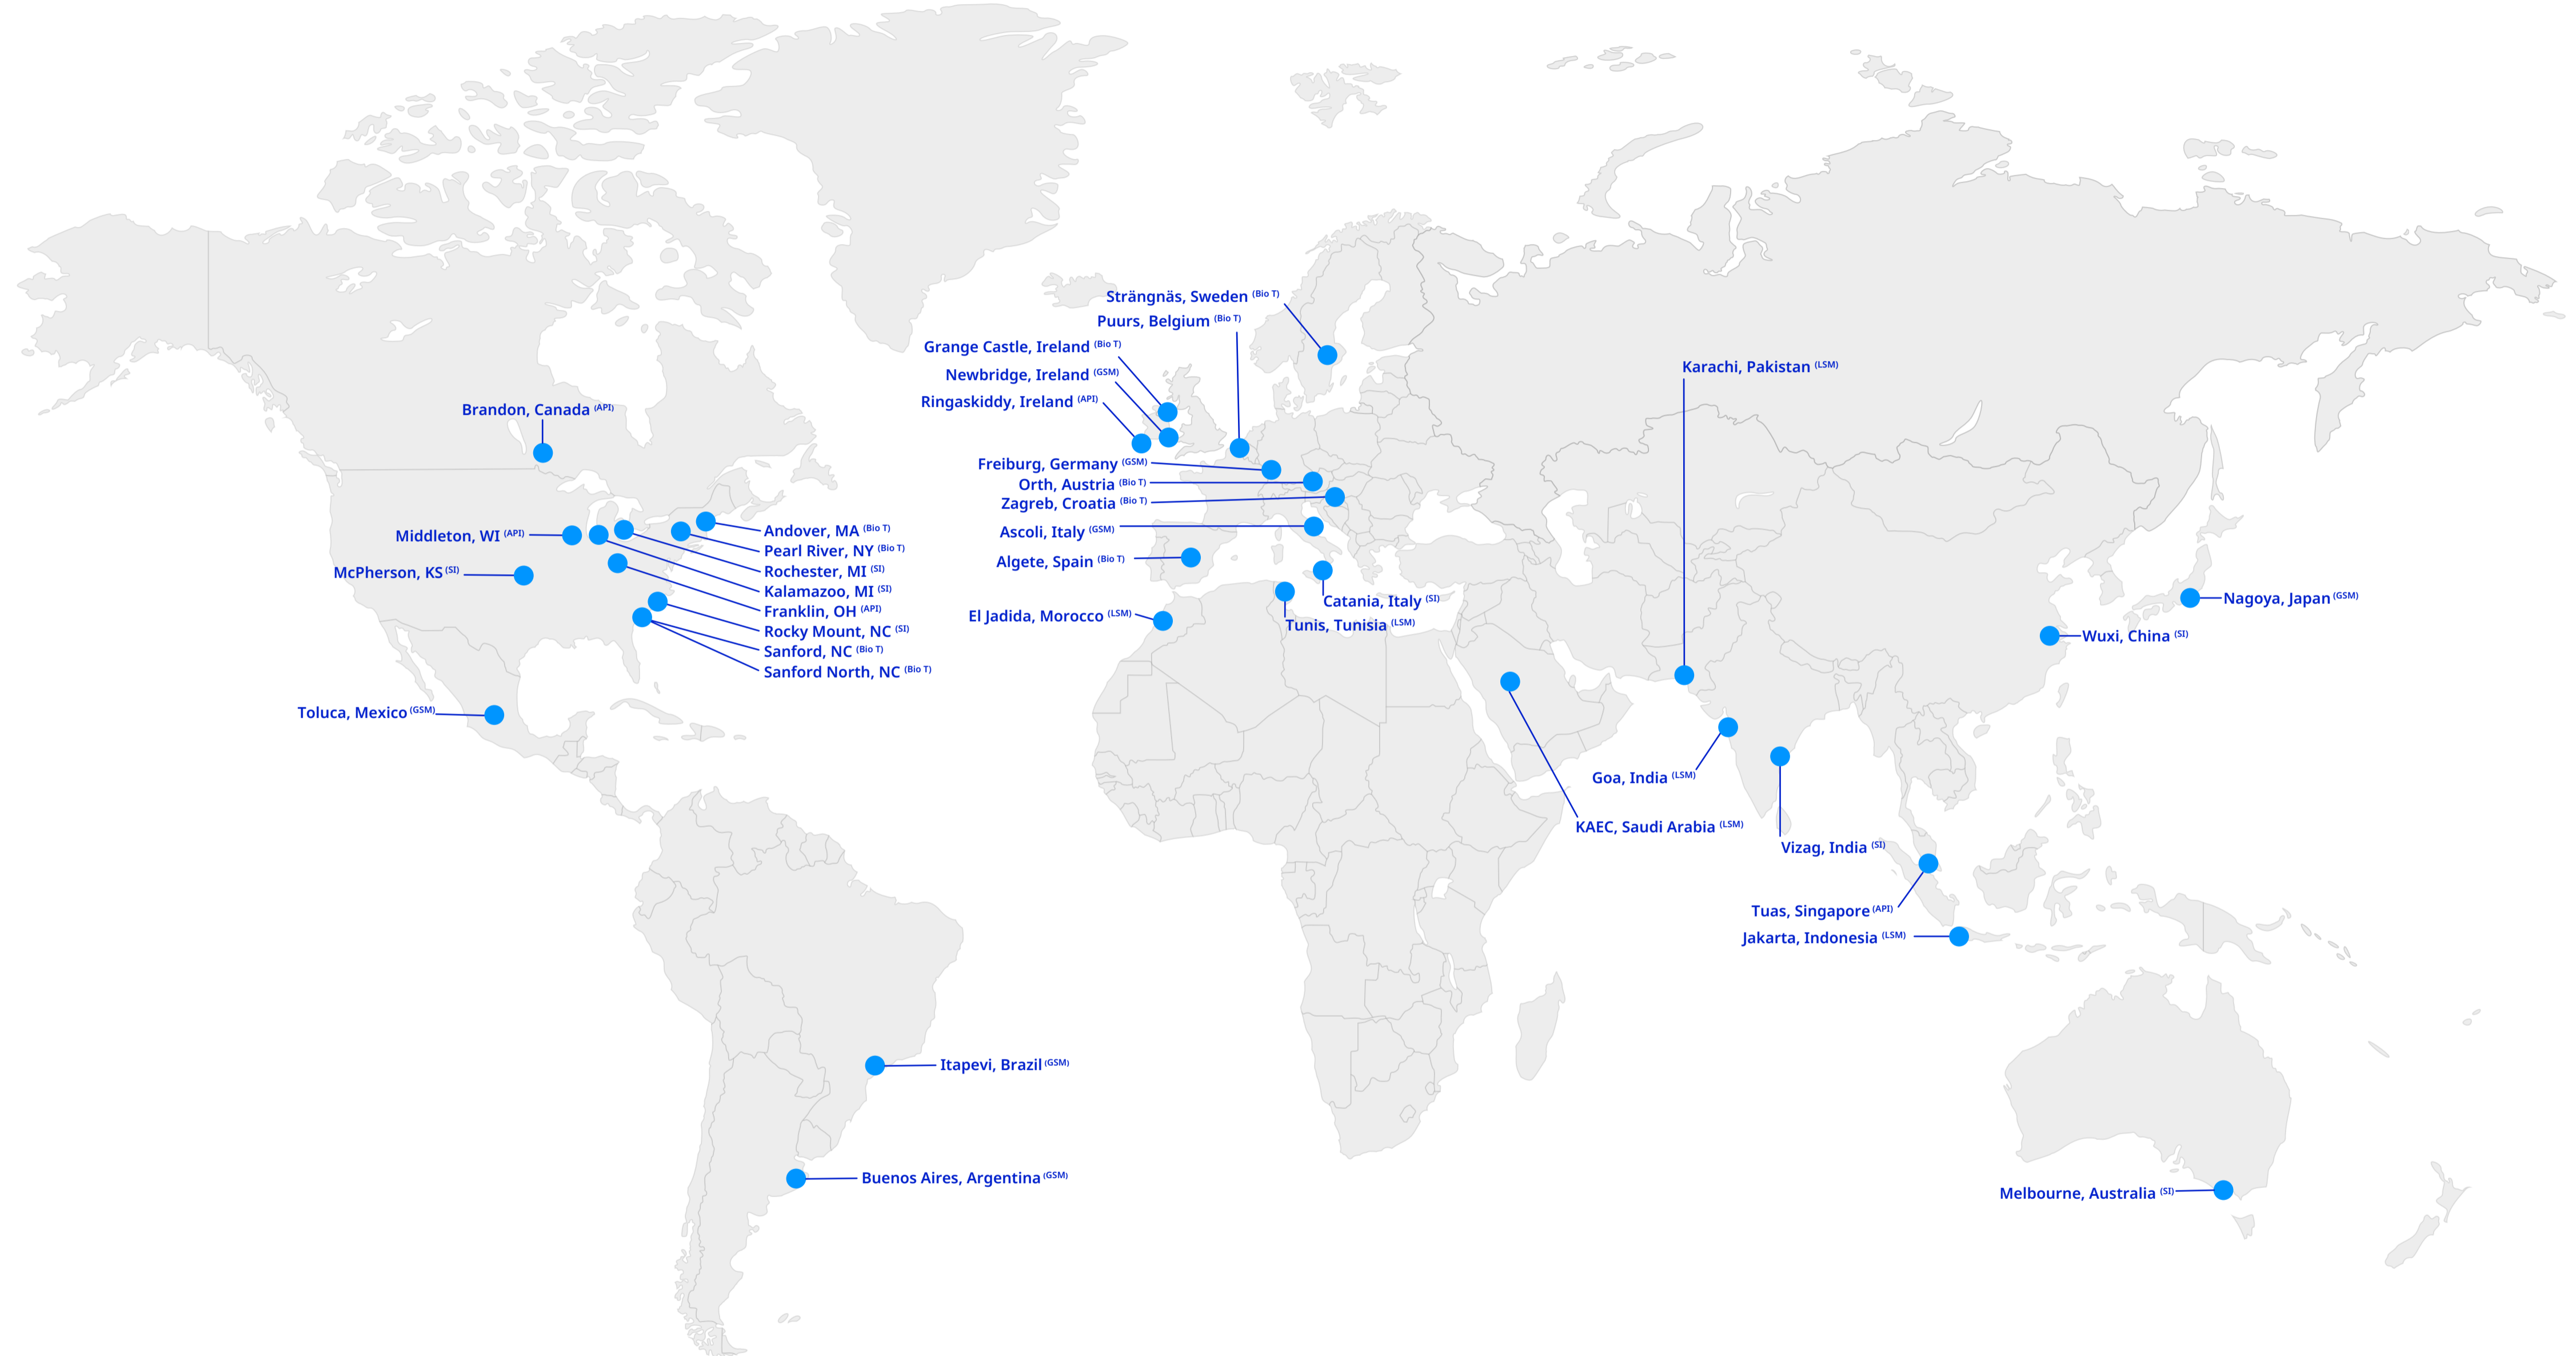 Strängnäs, Sweden (Bio T)
Puurs, Belgium (Bio T)
Grange Castle, Ireland (Bio T)
Newbridge, Ireland (GSM)
Ringaskiddy, Ireland (API)
Karachi, Pakistan (LSM)
Brandon, Canada (API)
Freiburg, Germany (GSM)
Orth, Austria (Bio T)
Zagreb, Croatia (Bio T)
Ascoli, Italy (GSM)
Algete, Spain (Bio T)
Middleton, WI (API)
McPherson, KS (SI)
Andover, MA (Bio T)
Pearl River, NY (Bio T)
Rochester, MI (SI)
Kalamazoo, MI (SI)
Franklin, OH (API)
Rocky Mount, NC (SI)
Sanford, NC (Bio T)
Sanford North, NC (Bio T)
El Jadida, Morocco (LSM)
Catania, Italy (SI)
Tunis, Tunisia (LSM)
Nagoya, Japan (GSM)
Wuxi, China (SI)
Toluca, Mexico (GSM)
Goa, India (LSM)
KAEC, Saudi Arabia (LSM)
Vizag, India (SI)
Tuas, Singapore (API)
Jakarta, Indonesia (LSM)
Itapevi, Brazil (GSM)
Buenos Aires, Argentina (GSM)
Melbourne, Australia (SI)